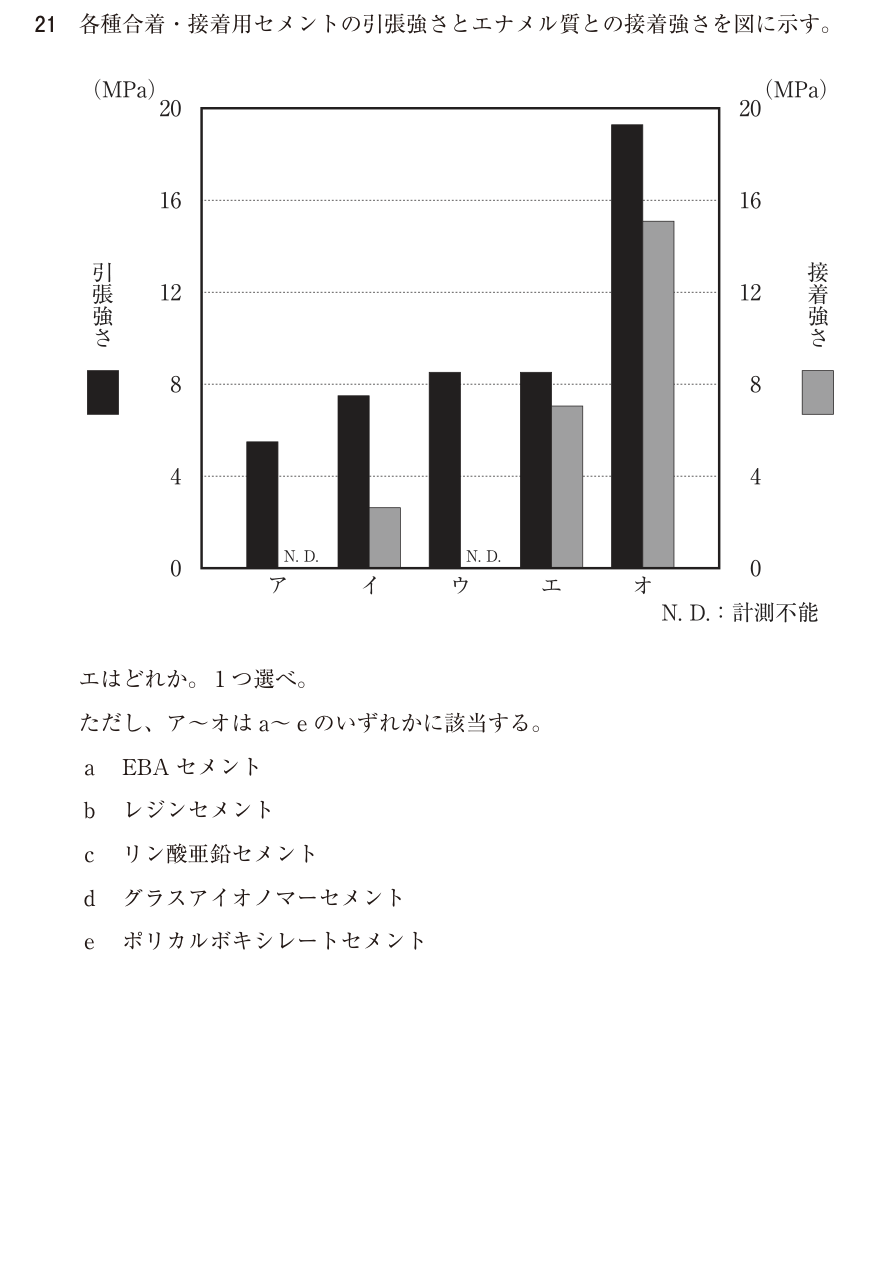 21 各種合着・接着用セメントの引張強さとエナメル質との接着強さを図に示す。
(MPa) (MPa)
20 20
16 16
12 12
8 8
4 4
0 0
引張強さ
接着強さ
N. D. N. D.
ア イ ウ エ オ
N. D.：計測不能
エはどれか。1つ選べ。
ただし、ア〜オは a〜 e のいずれかに該当する。
a EBA セメント
b レジンセメント
c リン酸亜鉛セメント
d グラスアイオノマーセメント
e ポリカルボキシレートセメント